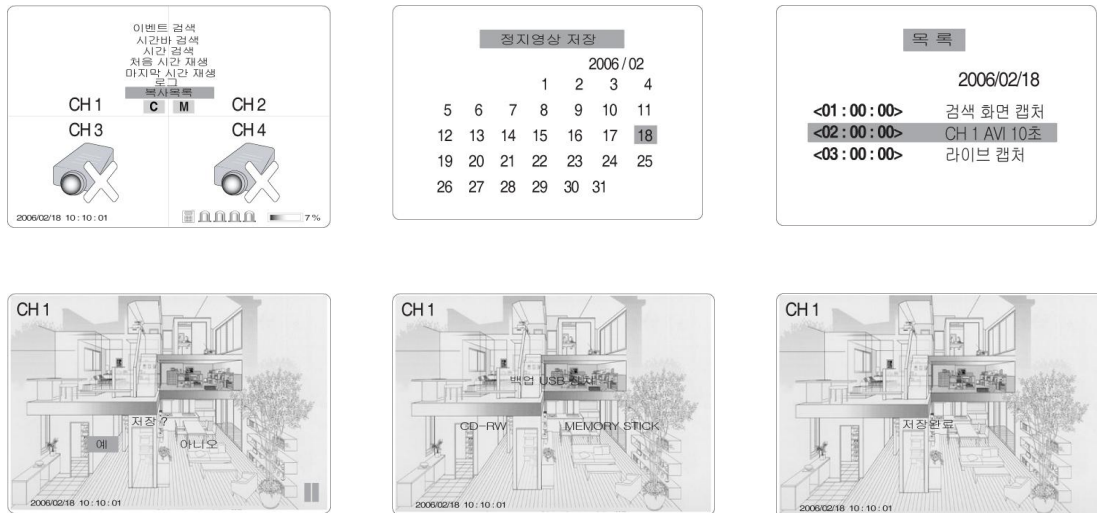 이벤트 검색
시간바 검색
시간 검색
처음 시간 재생
마지막 시간 재생
로그
복사목록
CH 1 C M CH 2
CH 3 CH 4
2006/02/18 10 : 10 : 01 7 %
정지영상 저장
2006 / 02
1 2 3 4
5 6 7 8 9 10 11
12 13 14 15 16 17 18
19 20 21 22 23 24 25
26 27 28 29 30 31
목 록
2006/02/18
<01 : 00 : 00> 검색 화면 캡처
<02 : 00 : 00> CH 1 AVI 10초
<03 : 00 : 00> 라이브 캡처
CH 1
저장 ?
예 아니오
2006/02/18 10 : 10 : 01
CH 1
백업 USB 장치
CD-RW MEMORY STICK
2006/02/18 10 : 10 : 01
CH 1
저장완료
2006/02/18 10 : 10 : 01